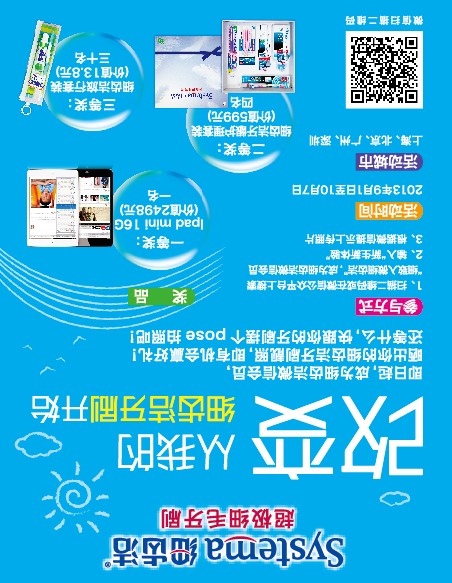 Systema 细齿洁®
超极细毛牙刷
改变 从我的
细齿洁牙刷开始
即日起，成为细齿洁微信会员，
晒出你的细齿洁牙刷靓照，即有机会赢好礼！
还等什么，快跟你的牙刷摆个 pose 拍照吧！
参与方式
1、扫描二维码或在微信公众平台上搜索
细齿洁"，成为细齿洁微信会员
2、输入"新生新体验"
3、根据微信提示上传照片
活动时间
2013年9月1日至10月7日
活动城市
上海、北京、广州、深圳
微信扫描二维码
奖 品
一等奖：
Ipad mini 16G
(价值2498元)
一名
二等奖：
细齿洁牙龈护理套装
(价值599元)
四名
Systema
三等奖：
细齿洁旅行套装
(价值13.8元)
三十名